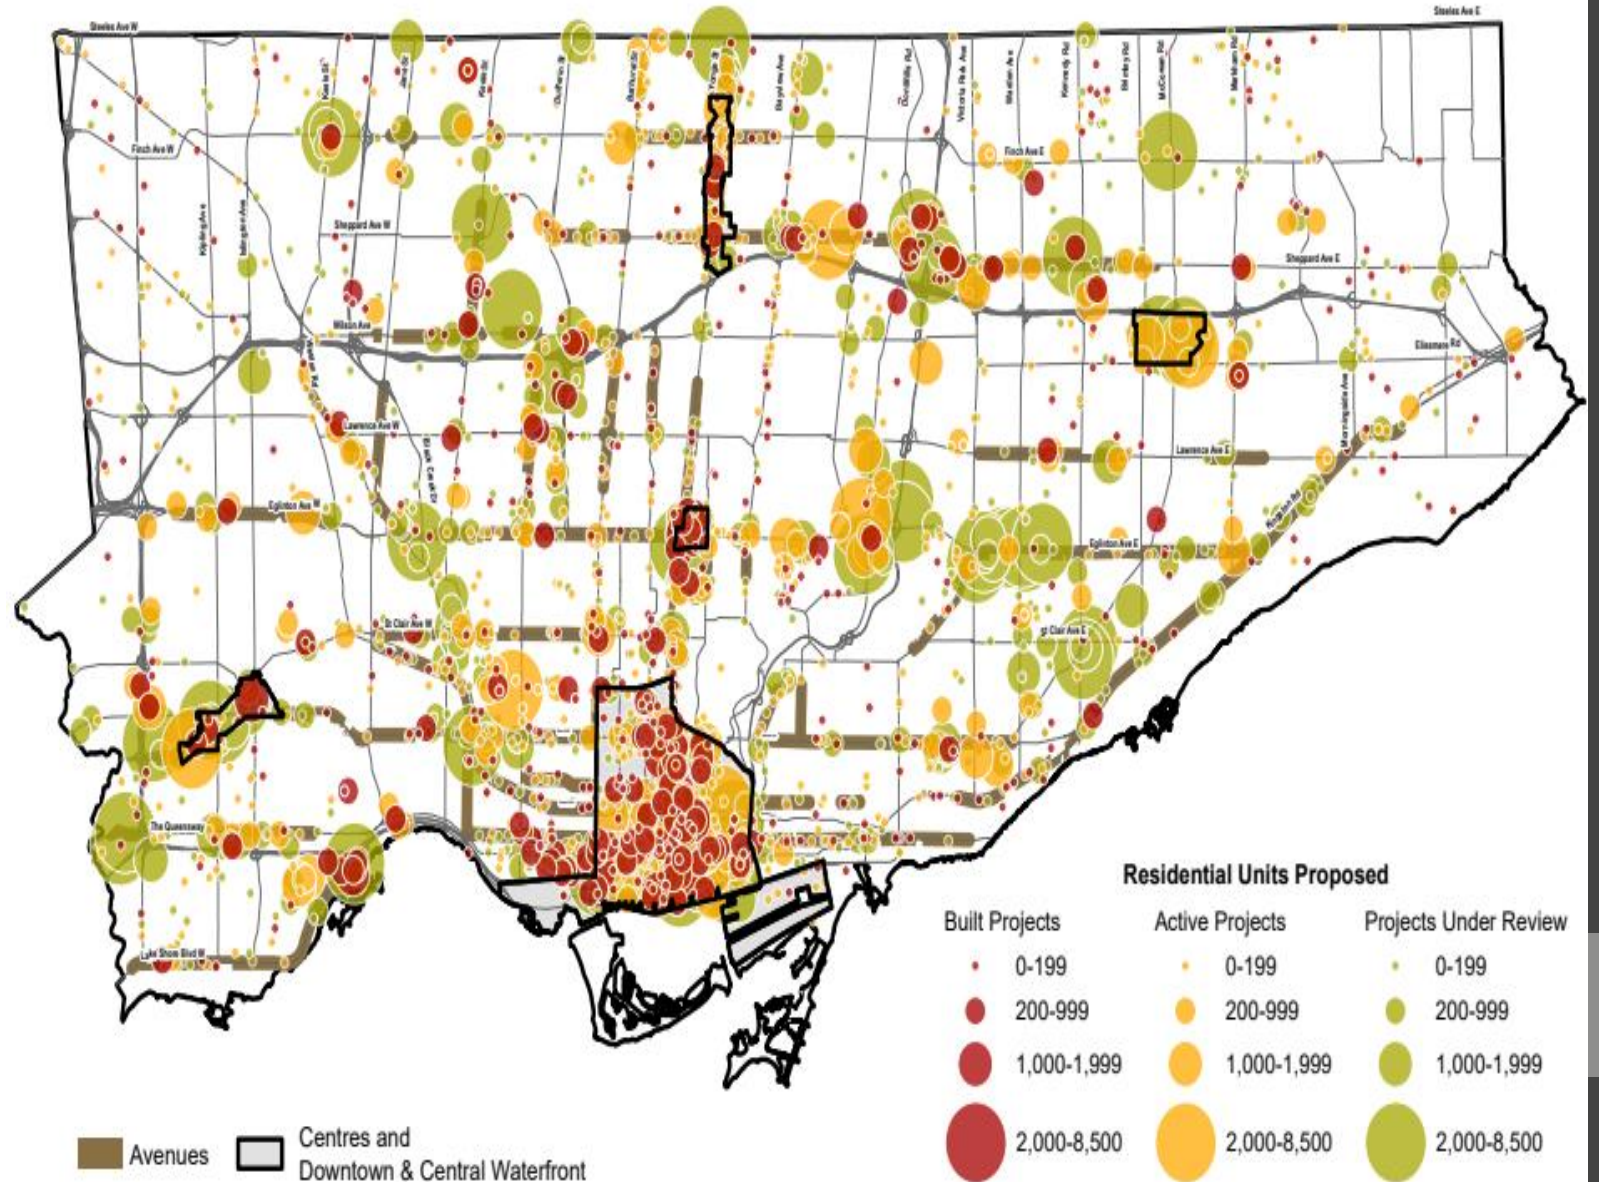 Steeles Ave W
Steeles Ave E
Keele St
Jane St
Keele St
Dufferin St
Bathurst St
Yonge St
Bayview Ave
Don Mills Rd
Victoria Park Ave
Warden Ave
Kennedy Rd
Brimley Rd
McCowan Rd
Markham Rd
Finch Ave W
Finch Ave E
Kipling Ave
Islington Ave
Sheppard Ave W
Sheppard Ave E
Wilson Ave
Ellesmere Rd
Weston Rd
Morningside Ave
Lawrence Ave W
Black Creek Dr
Lawrence Ave E
Eglinton Ave W
Kingston Rd
Eglinton Ave E
St Clair Ave W
St Clair Ave E
The Queensway
Lake Shore Blvd W
Residential Units Proposed
Built Projects
Active Projects
Projects Under Review
0-199
0-199
0-199
200-999
200-999
200-999
1,000-1,999
1,000-1,999
1,000-1,999
2,000-8,500
2,000-8,500
2,000-8,500
Avenues
Centres and
Downtown & Central Waterfront